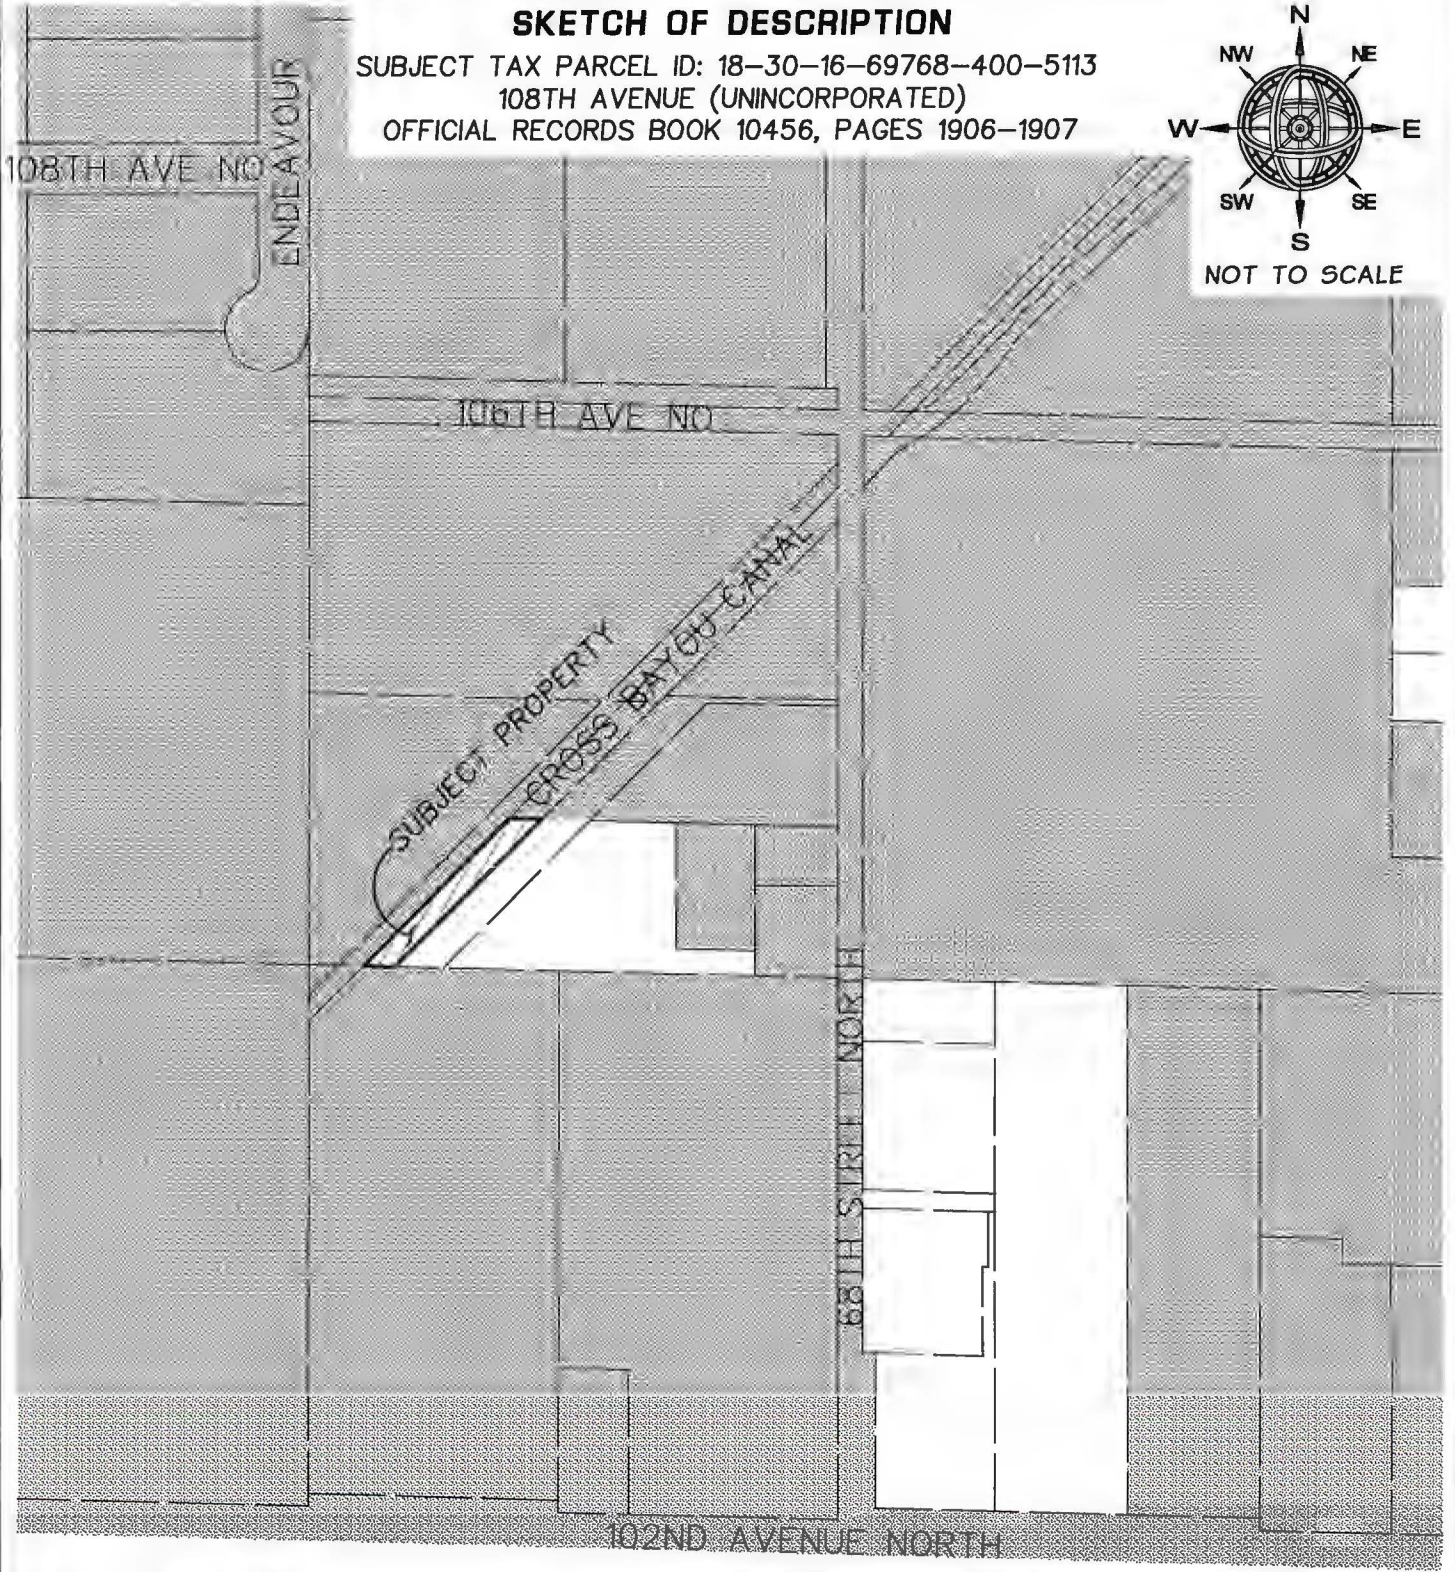 SKETCH OF DESCRIPTION
SUBJECT TAX PARCEL ID: 18-30-16-69768-400-5113
108TH AVENUE (UNINCORPORATED)
OFFICIAL RECORDS BOOK 10456, PAGES 1906-1907
N
NW NE
W E
SW SE
S
NOT TO SCALE
108TH AVE NO
ENDEAVOUR
106TH AVE NO
SUBJECT PROPERTY
CROSS BAYOU CANAL
68TH STREET NORTH
102ND AVENUE NORTH